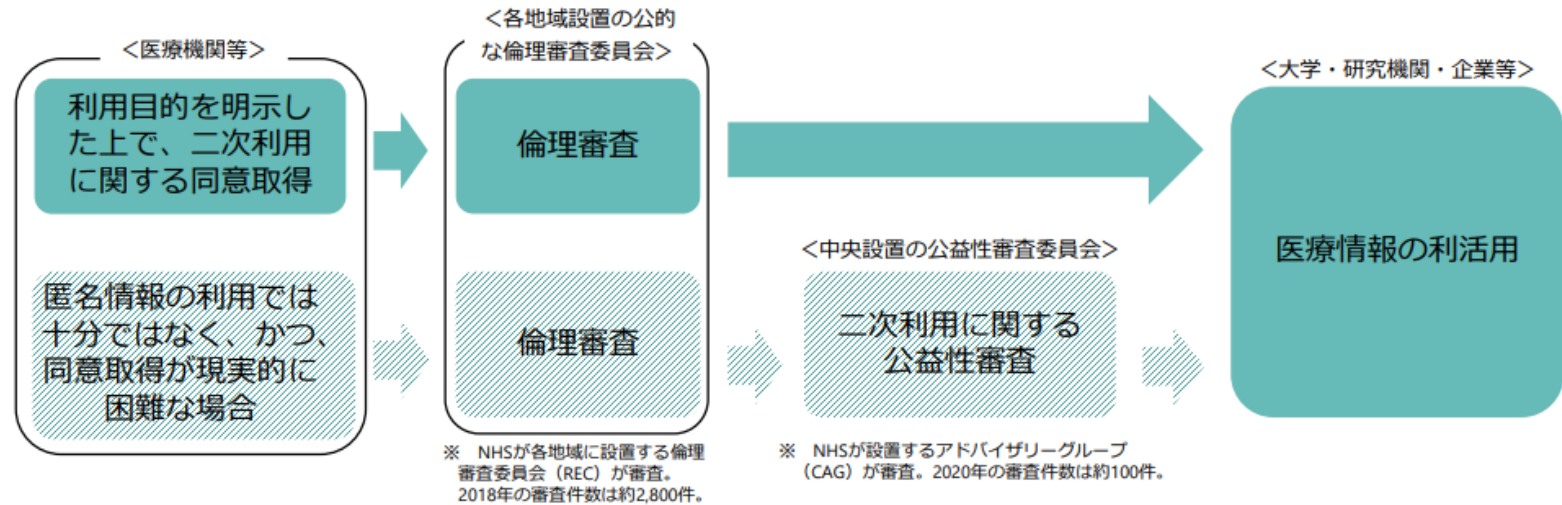 ＜医療機関等＞
利用目的を明示し
た上で、二次利用
に関する同意取得
匿名情報の利用では
十分ではなく、かつ、
同意取得が現実的に
困難な場合
＜各地域設置の公的
な倫理審査委員会＞
倫理審査
倫理審査
※　NHSが各地域に設置する倫理
審査委員会（REC）が審査。
2018年の審査件数は約2,800件。
＜中央設置の公益性審査委員会＞
二次利用に関する
公益性審査
※　NHSが設置するアドバイザリーグループ
（CAG）が審査。2020年の審査件数は約100件。
＜大学・研究機関・企業等＞
医療情報の利活用